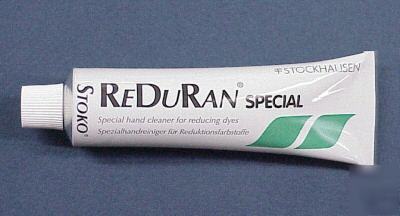 STOCKHAUSEN
STOKO®
REDURAN® SPECIAL
Special hand cleaner for reducing dyes
Spezialhandreiniger für Reduktionsfarbstoffe